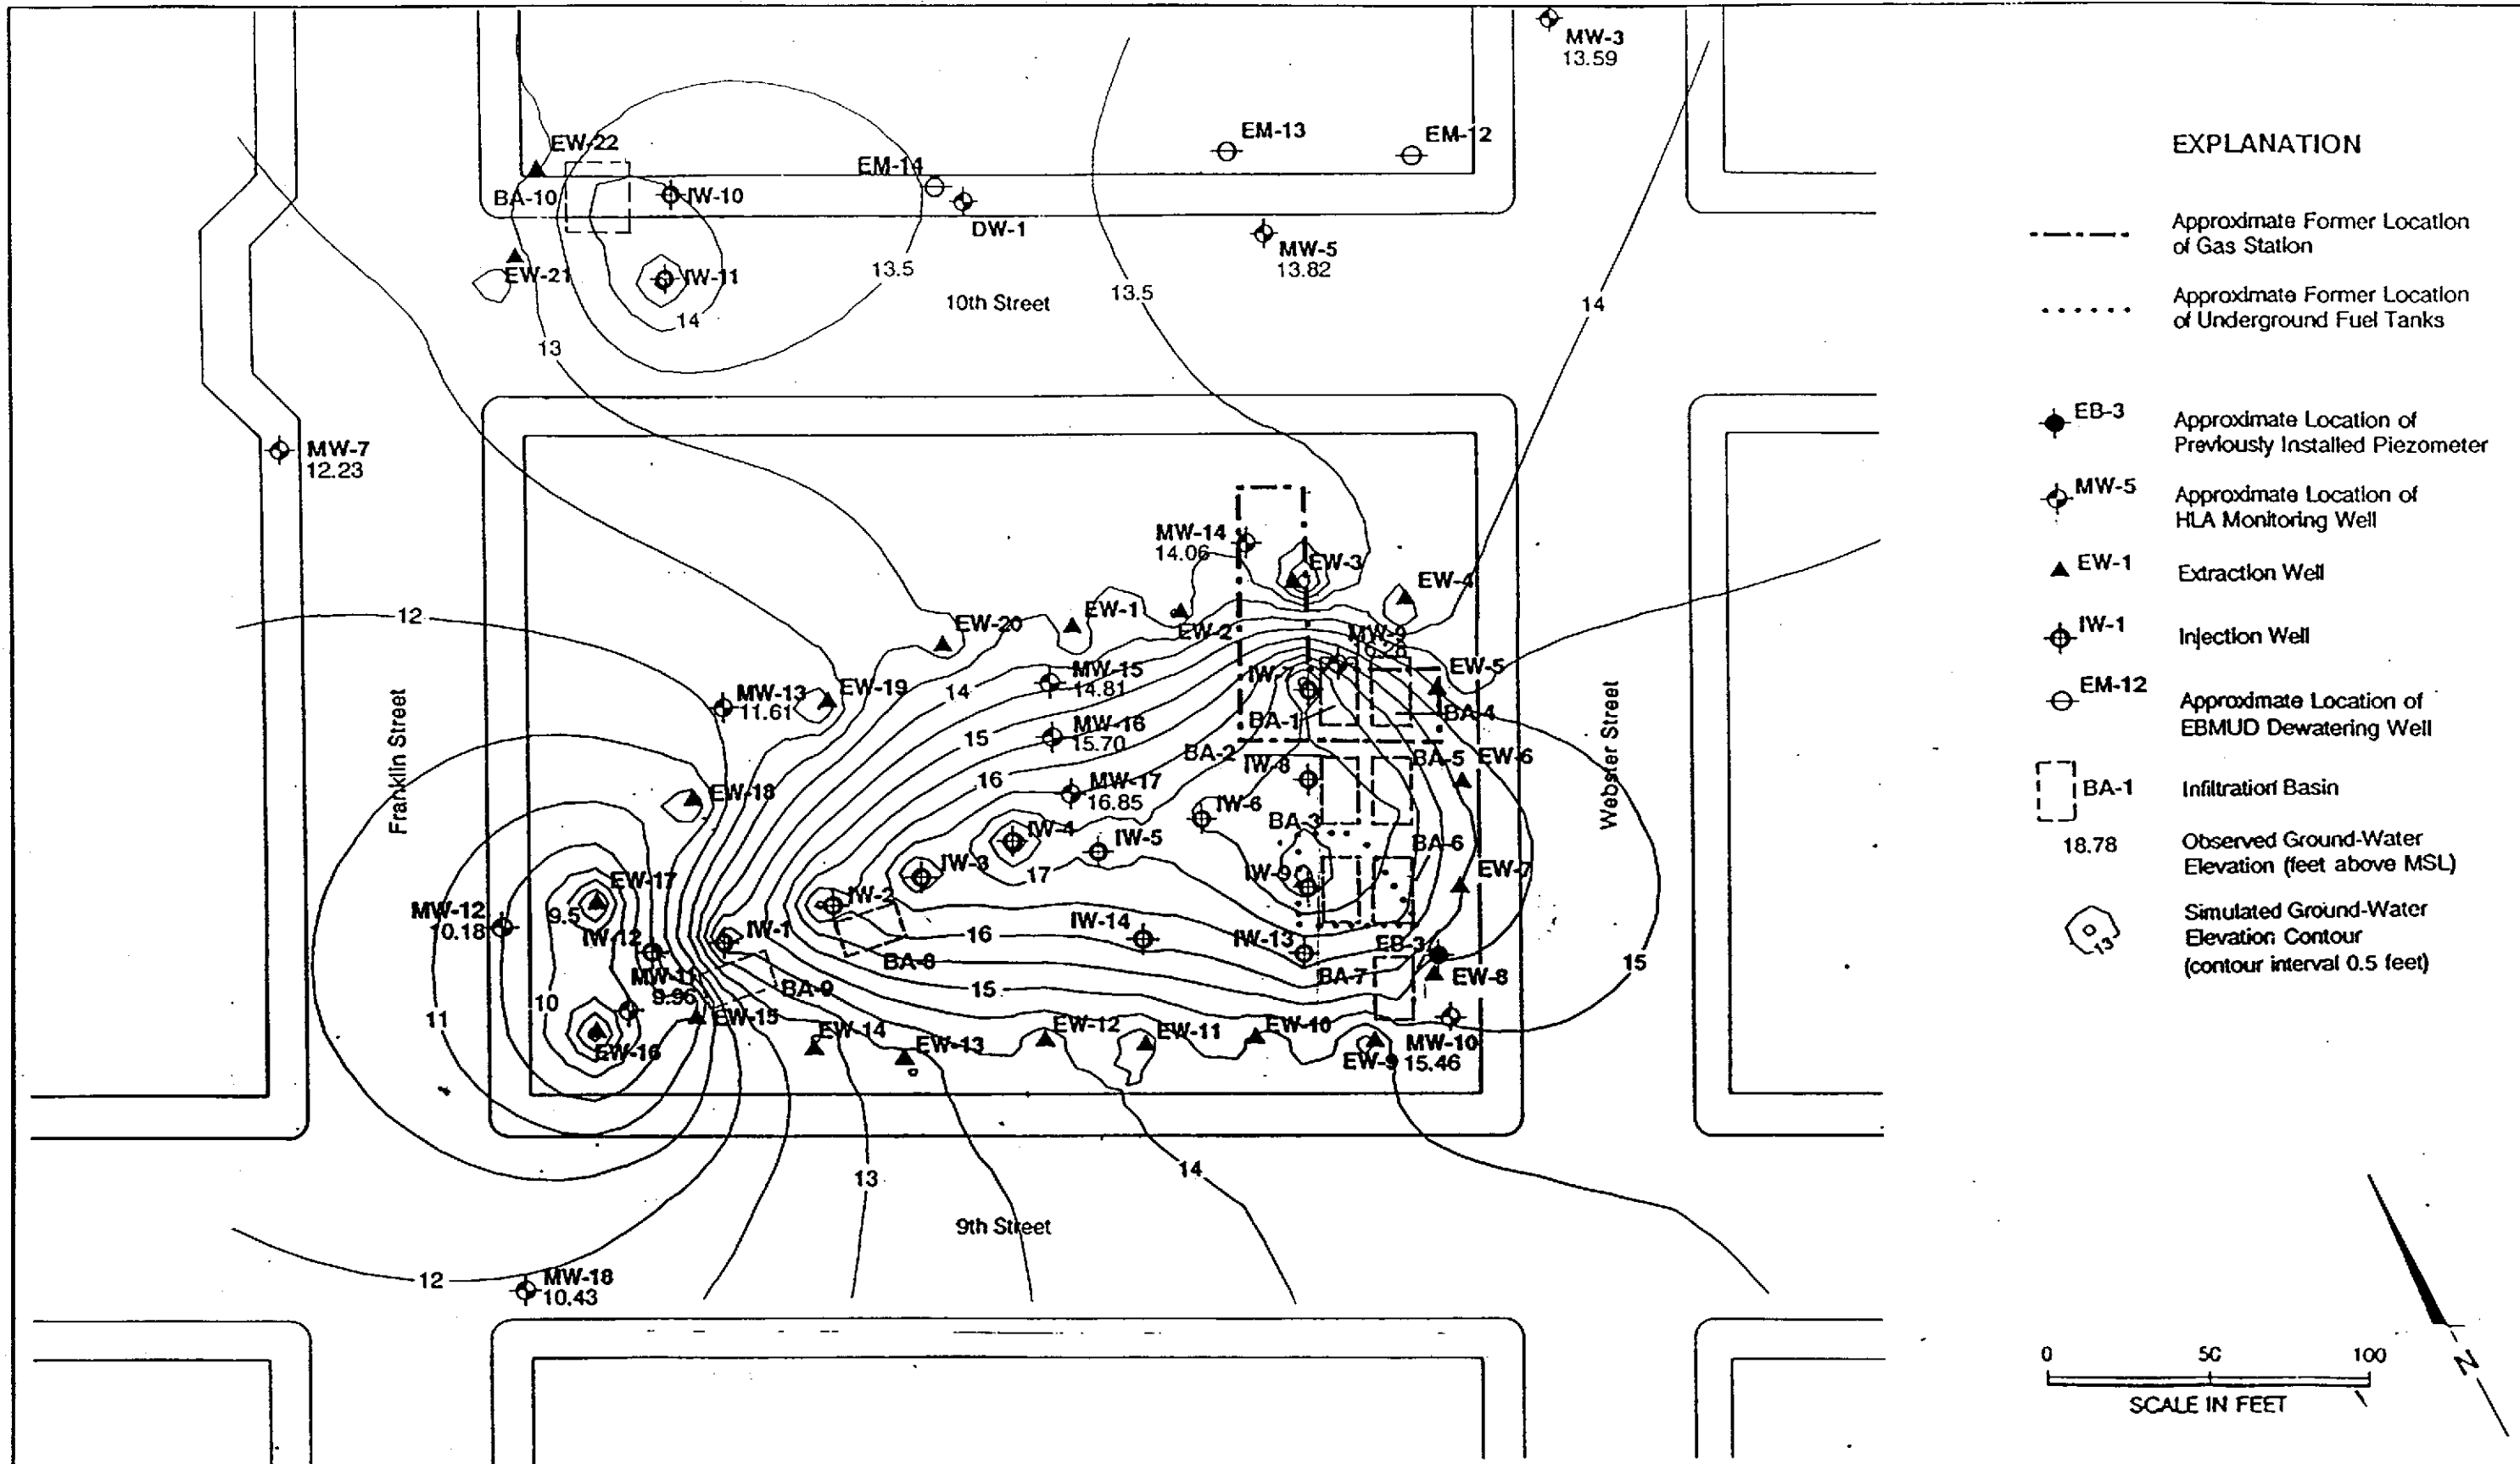 MW-3
13.59
EM-13
EM-12
EW-22
EM-14
BA-10
IW-10
DW-1
MW-5
13.82
EW-21
IW-11
13.5
13.5
10th Street
14
14
13
MW-7
12.23
MW-14
14.06
EW-3
EW-4
12
EW-1
EW-20
EW-2
MW-9
EW-5
MW-15
14.81
IW-7
EW-19
14
MW-13
11.61
BA-1
BA-4
MW-16
15.70
15
BA-2
IW-8
BA-5
EW-6
Franklin Street
Webster Street
16
MW-17
16.85
EW-18
IW-6
BA-3
IW-4
IW-5
BA-6
IW-3
17
IW-9
EW-7
EW-17
9.5
IW-2
MW-12
10.18
IW-12
IW-1
16
IW-14
IW-13
EB-3
BA-8
15
MW-11
9.96
BA-9
BA-7
EW-8
15
10
11
EW-15
EW-14
EW-13
EW-12
EW-11
EW-10
EW-16
EW-9
MW-10
15.46
13
14
9th Street
12
MW-18
10.43
EXPLANATION
Approximate Former Location
of Gas Station
Approximate Former Location
of Underground Fuel Tanks
EB-3
Approximate Location of
Previously Installed Piezometer
MW-5
Approximate Location of
HLA Monitoring Well
EW-1
Extraction Well
IW-1
Injection Well
EM-12
Approximate Location of
EBMUD Dewatering Well
BA-1
Infiltration Basin
18.78
Observed Ground-Water
Elevation (feet above MSL)
13
Simulated Ground-Water
Elevation Contour
(contour interval 0.5 feet)
N
0 50 100
SCALE IN FEET